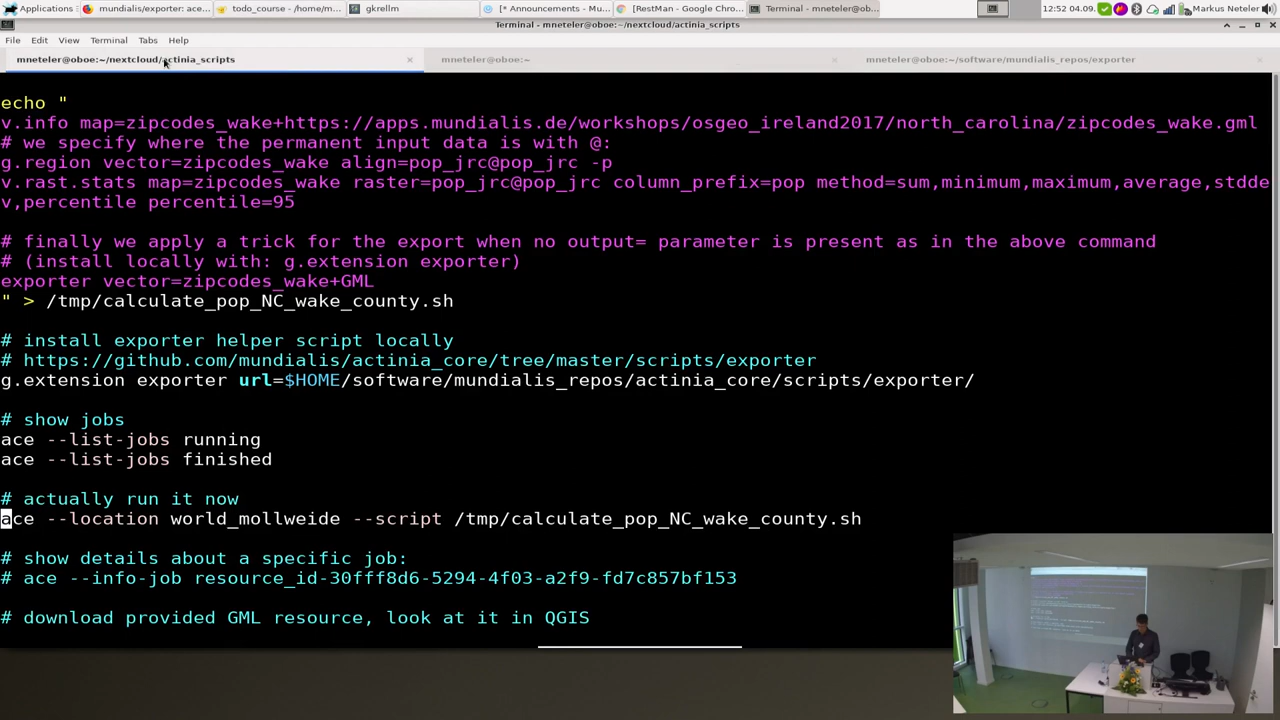 Applications
mundialis/exporter: ace...
todo_course - /home/m...
gkrellm
[* Announcements - Mu...
[RestMan - Google Chro...
Terminal - mneteler@ob...
12:52 04.09.
Markus Neteler
Terminal - mneteler@oboe:~/nextcloud/actinia_scripts
File Edit View Terminal Tabs Help
mneteler@oboe:~/nextcloud/actinia_scripts
mneteler@oboe:~
mneteler@oboe:~/software/mundialis_repos/exporter
echo "
v.info map=zipcodes_wake+https://apps.mundialis.de/workshops/osgeo_ireland2017/north_carolina/zipcodes_wake.gml
# we specify where the permanent input data is with @:
g.region vector=zipcodes_wake align=pop_jrc@pop_jrc -p
v.rast.stats map=zipcodes_wake raster=pop_jrc@pop_jrc column_prefix=pop method=sum,minimum,maximum,average,stdde
v,percentile percentile=95
# finally we apply a trick for the export when no output= parameter is present as in the above command
# (install locally with: g.extension exporter)
exporter vector=zipcodes_wake+GML
" > /tmp/calculate_pop_NC_wake_county.sh
# install exporter helper script locally
# https://github.com/mundialis/actinia_core/tree/master/scripts/exporter
g.extension exporter url=$HOME/software/mundialis_repos/actinia_core/scripts/exporter/
# show jobs
ace --list-jobs running
ace --list-jobs finished
# actually run it now
ace --location world_mollweide --script /tmp/calculate_pop_NC_wake_county.sh
# show details about a specific job:
# ace --info-job resource_id-30fff8d6-5294-4f03-a2f9-fd7c857bf153
# download provided GML resource, look at it in QGIS